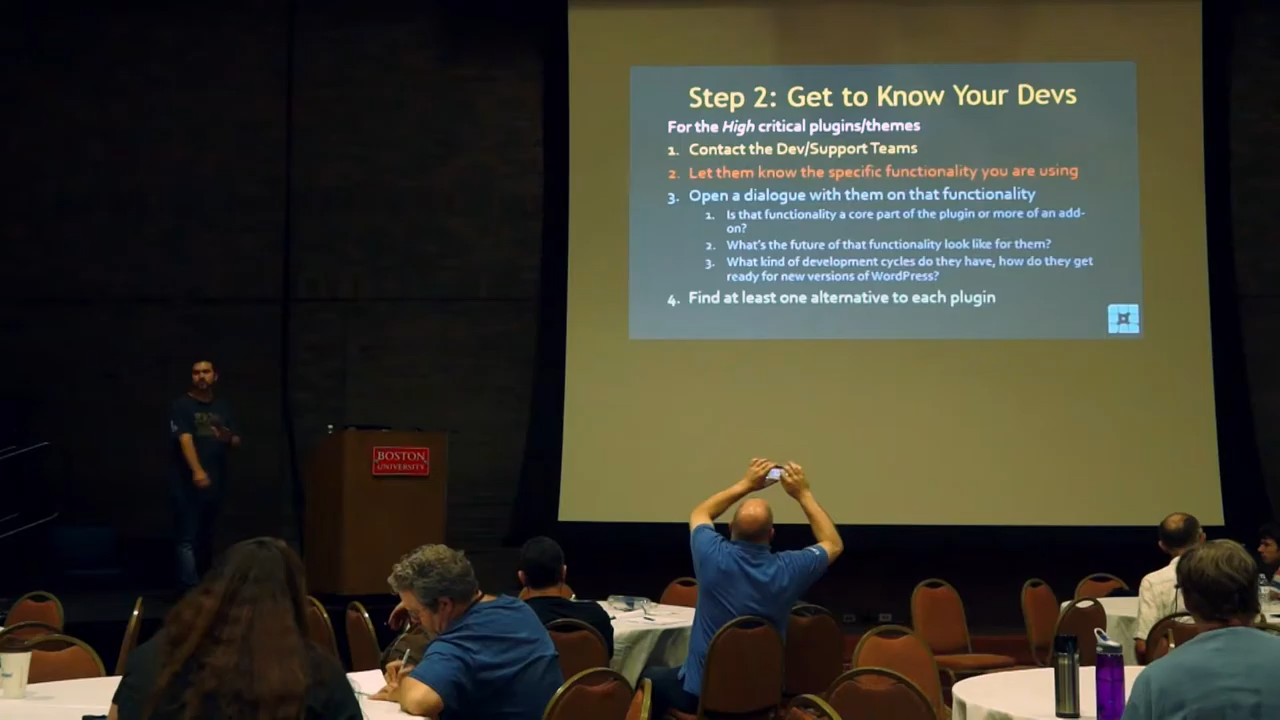 Step 2: Get to Know Your Devs
For the High critical plugins/themes
1. Contact the Dev/Support Teams
2. Let them know the specific functionality you are using
3. Open a dialogue with them on that functionality
1. Is that functionality a core part of the plugin or more of an add-
on?
2. What's the future of that functionality look like for them?
3. What kind of development cycles do they have, how do they get
ready for new versions of WordPress?
4. Find at least one alternative to each plugin
BOSTON
UNIVERSITY